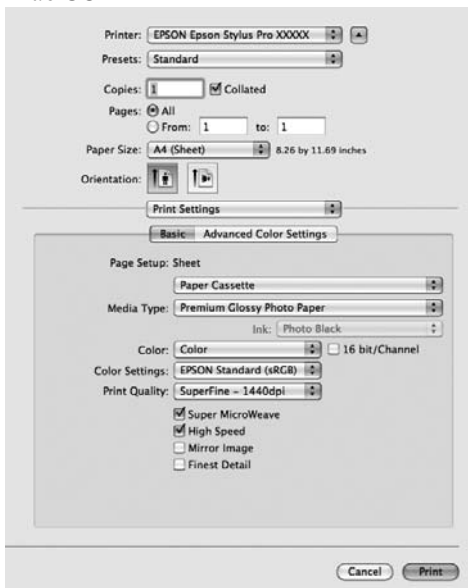 Printer: EPSON Epson Stylus Pro XXXXX
Presets: Standard
Copies: 1 Collated
Pages: All
From: 1 to: 1
Paper Size: A4 (Sheet) 8.26 by 11.69 inches
Orientation:
Print Settings
Basic Advanced Color Settings
Page Setup: Sheet
Paper Cassette
Media Type: Premium Glossy Photo Paper
Ink: Photo Black
Color: Color 16 bit/Channel
Color Settings: EPSON Standard (sRGB)
Print Quality: SuperFine – 1440dpi
Super MicroWeave
High Speed
Mirror Image
Finest Detail
Cancel Print